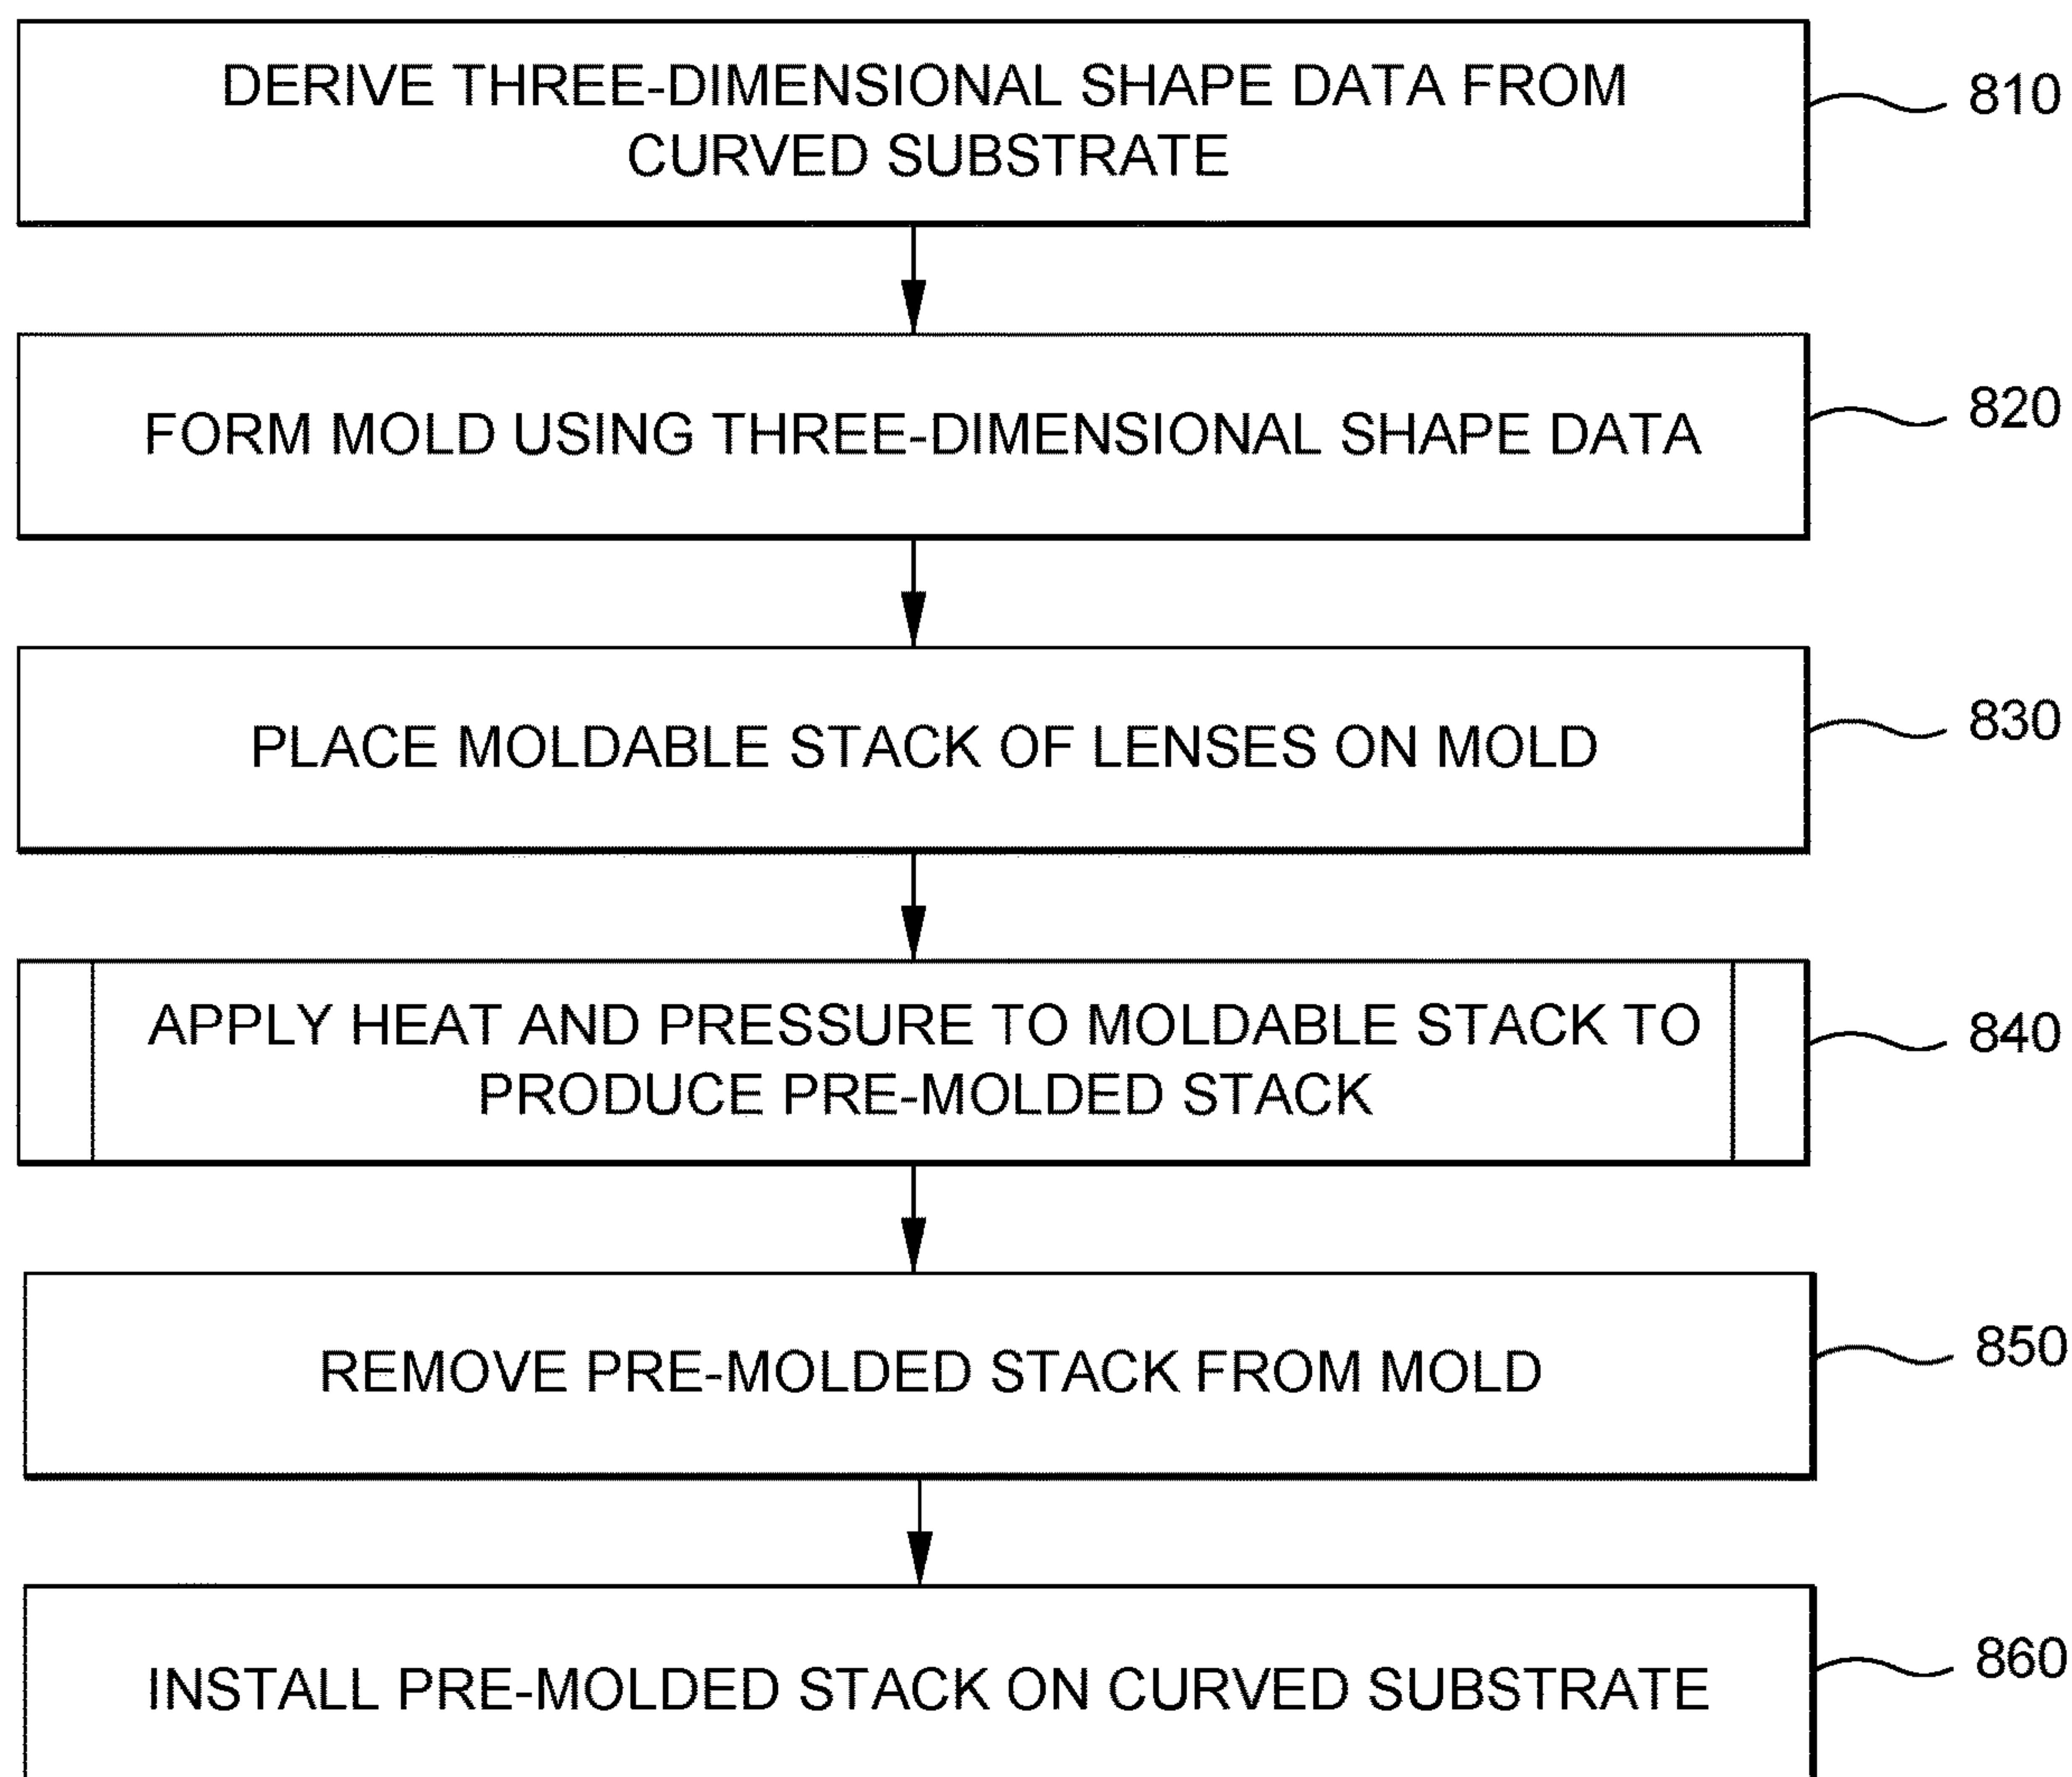 DERIVE THREE-DIMENSIONAL SHAPE DATA FROM
CURVED SUBSTRATE
810
FORM MOLD USING THREE-DIMENSIONAL SHAPE DATA
820
PLACE MOLDABLE STACK OF LENSES ON MOLD
830
APPLY HEAT AND PRESSURE TO MOLDABLE STACK TO
PRODUCE PRE-MOLDED STACK
840
REMOVE PRE-MOLDED STACK FROM MOLD
850
INSTALL PRE-MOLDED STACK ON CURVED SUBSTRATE
860